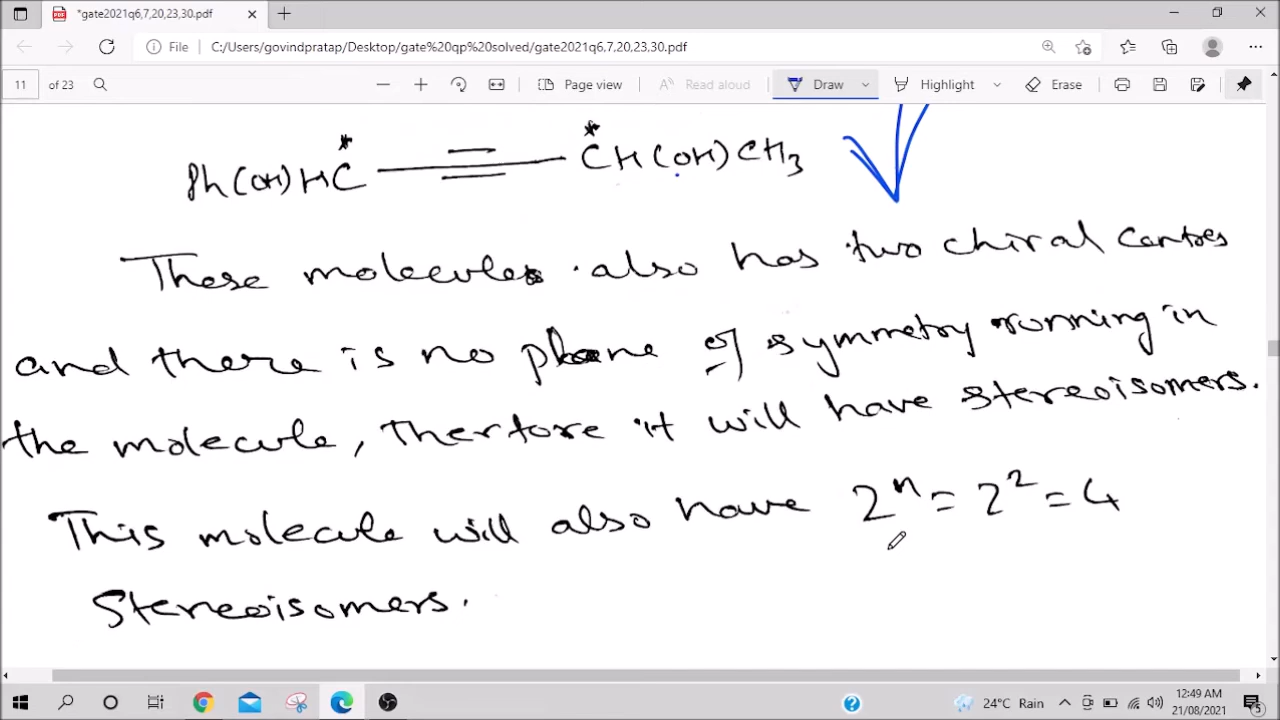 *gate2021q6,7,20,23,30.pdf
File C:/Users/govindpratap/Desktop/gate%20qp%20solved/gate2021q6,7,20,23,30.pdf
11 of 23 Page view Read aloud Draw Highlight Erase
Ph(OH)HC* ≡ C*H(OH)CH3
These molecules also has two chiral centres
and there is no plane of symmetry running in
the molecule, therfore it will have stereoisomers.
This molecule will also have 2^n = 2^2 = 4
Stereoisomers.
24°C Rain
12:49 AM
21/08/2021
5